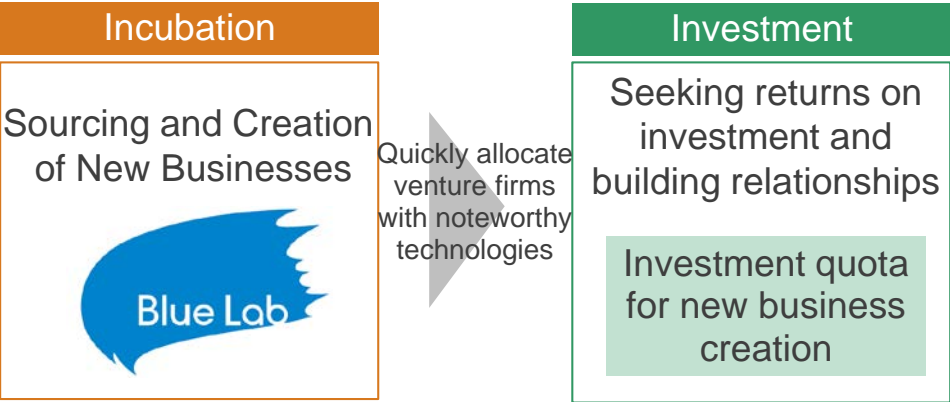 Incubation
Sourcing and Creation
of New Businesses
Blue Lab
Quickly allocate
venture firms
with noteworthy
technologies
Investment
Seeking returns on
investment and
building relationships
Investment quota
for new business
creation